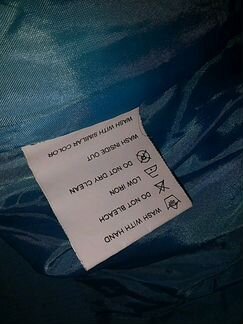 WASH WITH HAND
DO NOT BLEACH
LOW IRON
DO NOT DRY CLEAN
WASH INSIDE OUT
WASH WITH SIMILAR COLOR